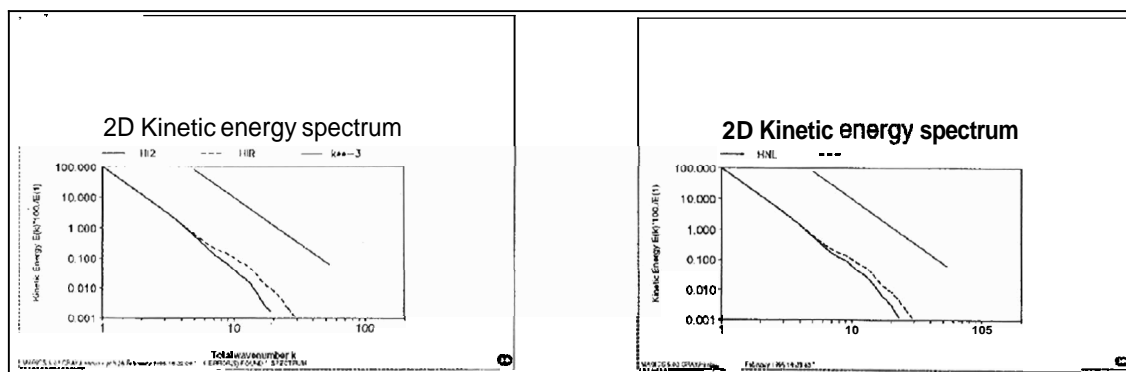 2D Kinetic energy spectrum
HI2 HIR k**-3
100.000
10.000
1.000
0.100
0.010
0.001
Kinetic Energy E(k)*100./E(1)
1 10 100
Total wavenumber k
2D Kinetic energy spectrum
HNL
100.000
10.000
1.000
0.100
0.010
0.001
Kinetic Energy E(k)*100./E(1)
1 10 105